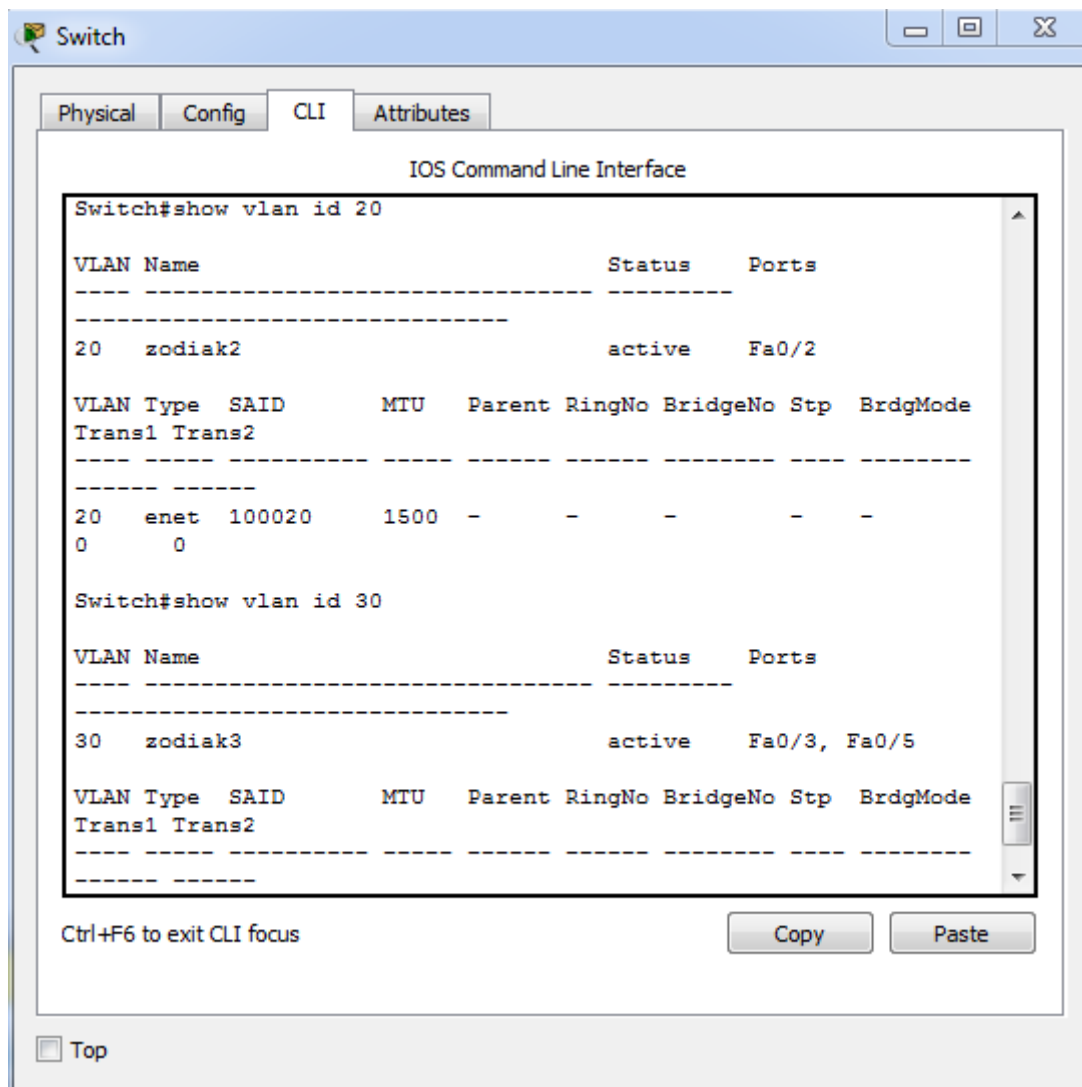 Switch
Physical Config CLI Attributes
IOS Command Line Interface
Switch#show vlan id 20
VLAN Name                             Status    Ports
---- -------------------------------- ---------
-------------------------------
20   zodiak2                          active    Fa0/2
VLAN Type  SAID       MTU   Parent RingNo BridgeNo Stp  BrdgMode
Trans1 Trans2
---- ----- ---------- ----- ------ ------ -------- ---- --------
------ ------
20   enet  100020     1500  -      -      -        -    -
0      0
Switch#show vlan id 30
VLAN Name                             Status    Ports
---- -------------------------------- ---------
-------------------------------
30   zodiak3                          active    Fa0/3, Fa0/5
VLAN Type  SAID       MTU   Parent RingNo BridgeNo Stp  BrdgMode
Trans1 Trans2
---- ----- ---------- ----- ------ ------ -------- ---- --------
------ ------
Ctrl+F6 to exit CLI focus Copy Paste
Top